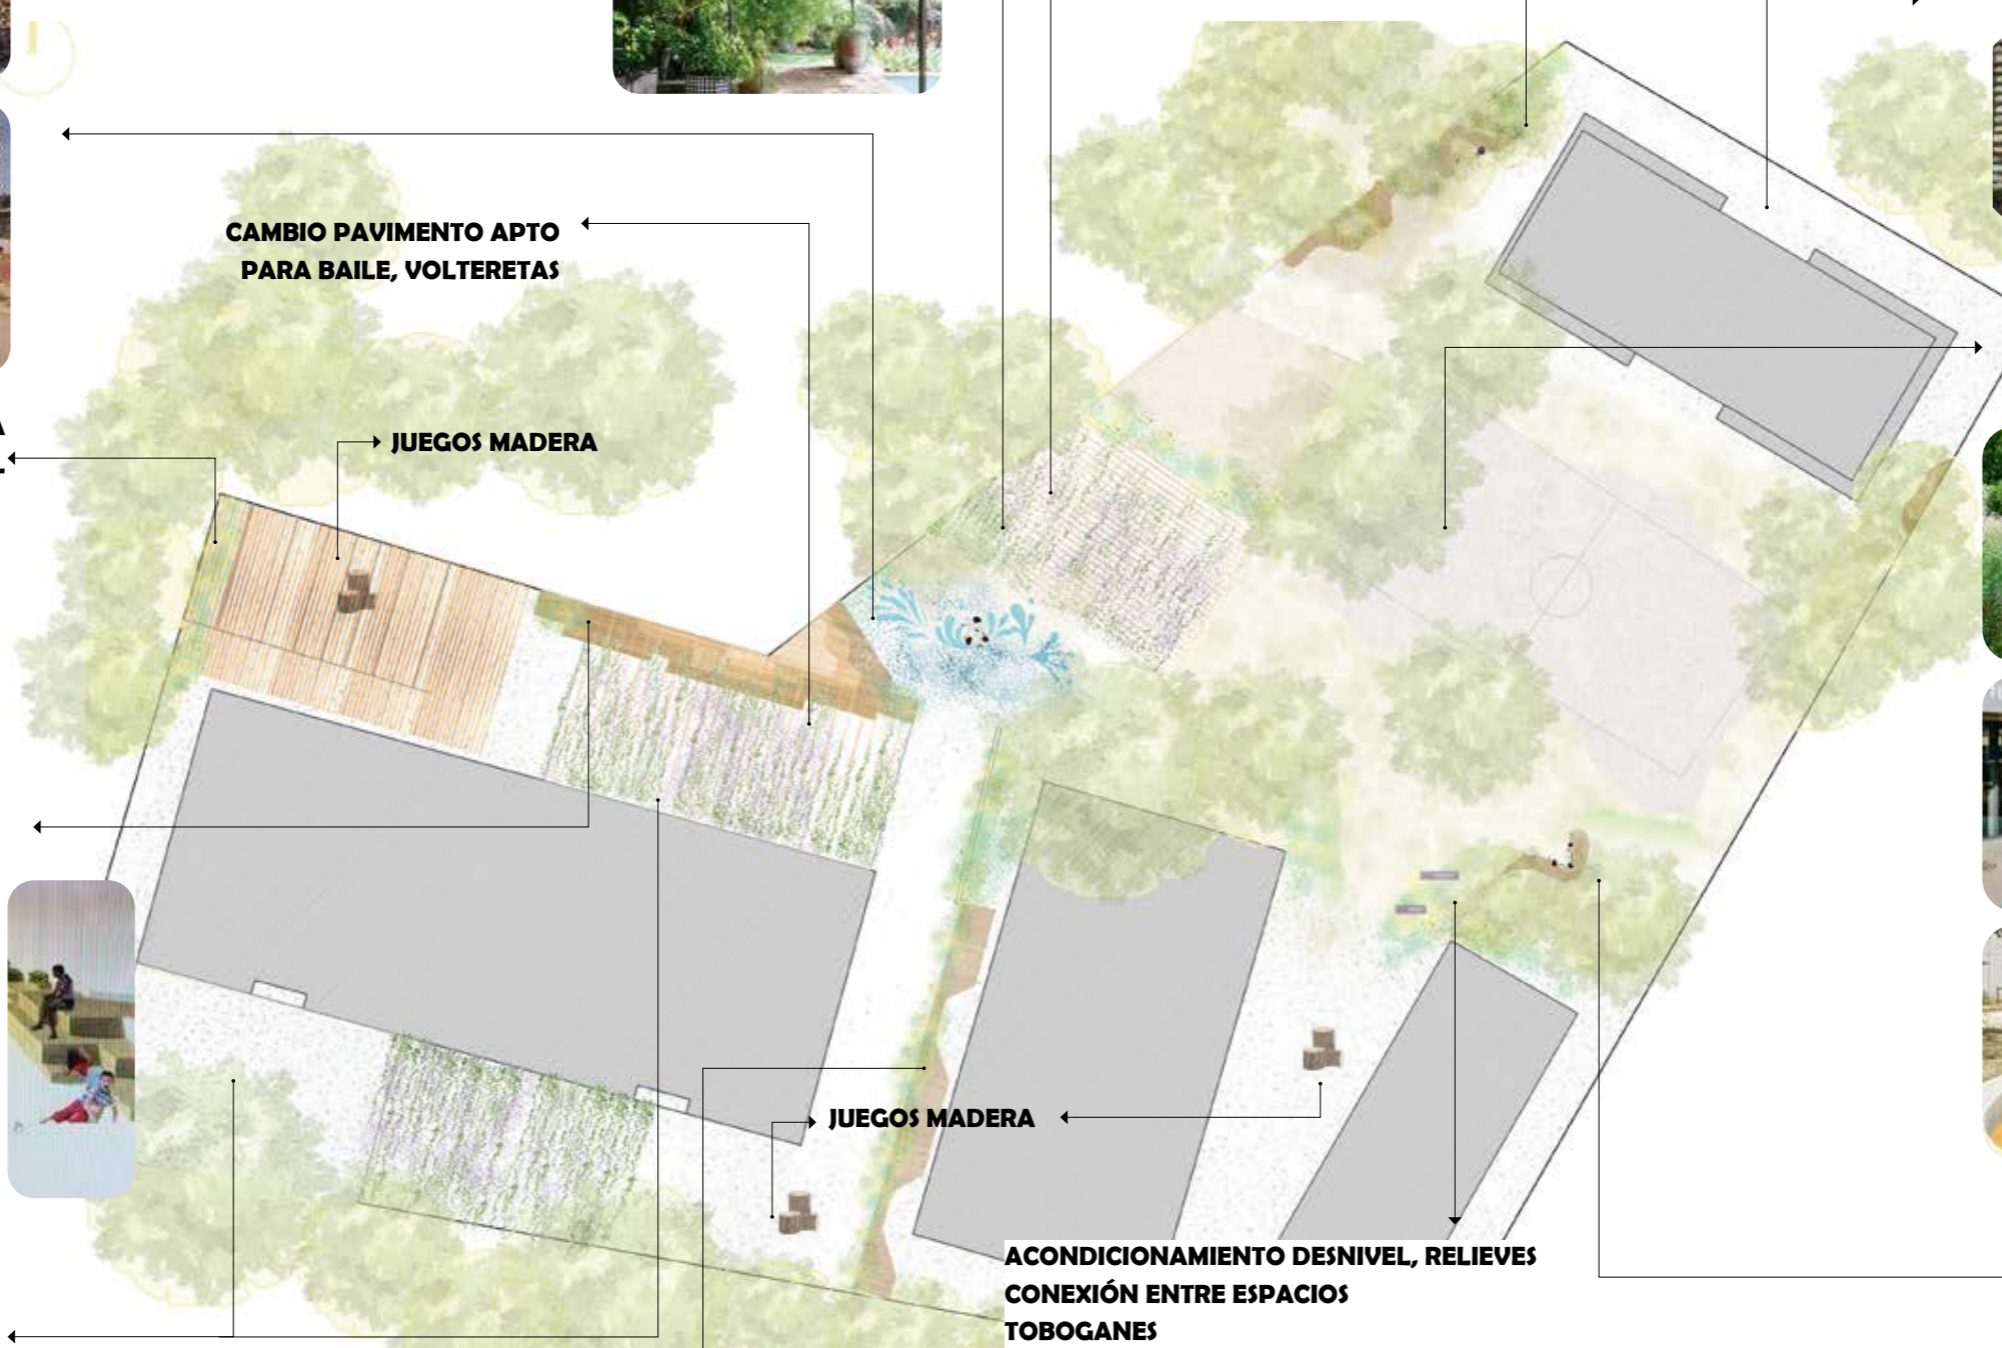 CAMBIO PAVIMENTO APTO
PARA BAILE, VOLTERETAS
JUEGOS MADERA
JUEGOS MADERA
ACONDICIONAMIENTO DESNIVEL, RELIEVES
CONEXIÓN ENTRE ESPACIOS
TOBOGANES